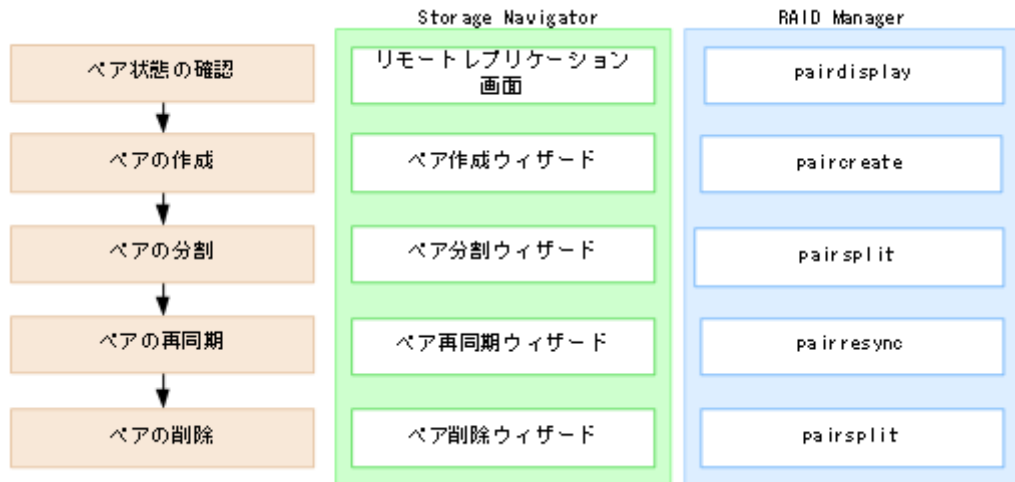 Storage Navigator
RAID Manager
ペア状態の確認
リモートレプリケーション
画面
pairdisplay
ペアの作成
ペア作成ウィザード
paircreate
ペアの分割
ペア分割ウィザード
pairsplit
ペアの再同期
ペア再同期ウィザード
pairresync
ペアの削除
ペア削除ウィザード
pairsplit